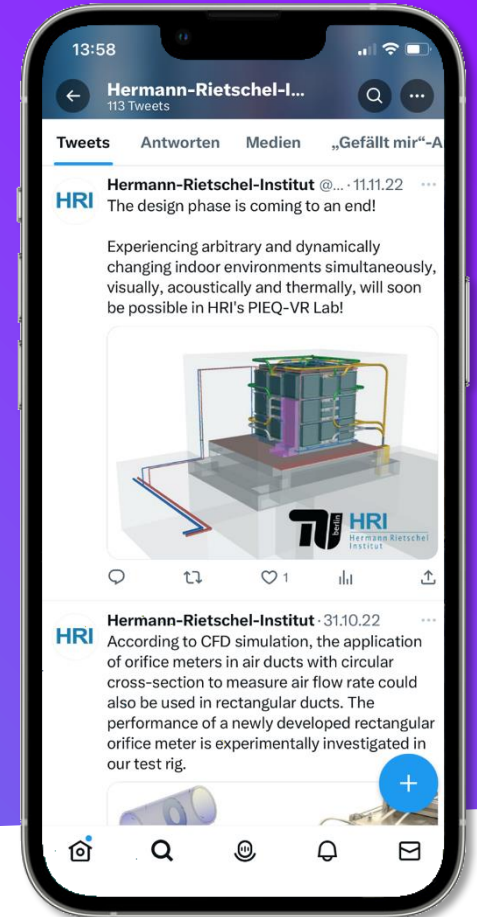 13:58
Hermann-Rietschel-I...
113 Tweets
Tweets Antworten Medien „Gefällt mir“-A
HRI
Hermann-Rietschel-Institut @... · 11.11.22
The design phase is coming to an end!
Experiencing arbitrary and dynamically
changing indoor environments simultaneously,
visually, acoustically and thermally, will soon
be possible in HRI's PIEQ-VR Lab!
berlin
HRI
Hermann Rietschel
Institut
1
HRI
Hermann-Rietschel-Institut · 31.10.22
According to CFD simulation, the application
of orifice meters in air ducts with circular
cross-section to measure air flow rate could
also be used in rectangular ducts. The
performance of a newly developed rectangular
orifice meter is experimentally investigated in
our test rig.